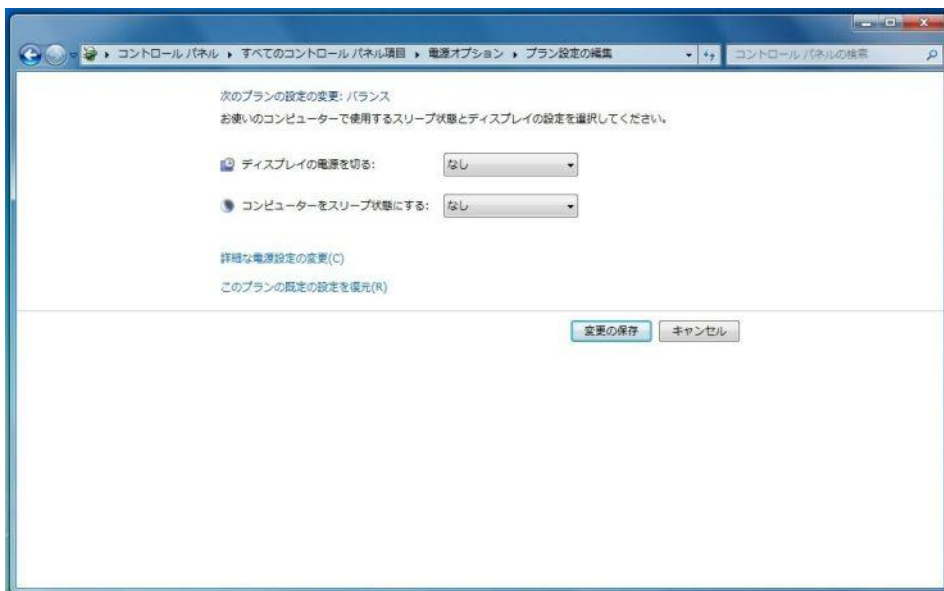 コントロール パネル ▸ すべてのコントロール パネル項目 ▸ 電源オプション ▸ プラン設定の編集
コントロール パネルの検索
次のプランの設定の変更: バランス
お使いのコンピューターで使用するスリープ状態とディスプレイの設定を選択してください。
ディスプレイの電源を切る: なし
コンピューターをスリープ状態にする: なし
詳細な電源設定の変更(C)
このプランの既定の設定を復元(R)
変更の保存 キャンセル